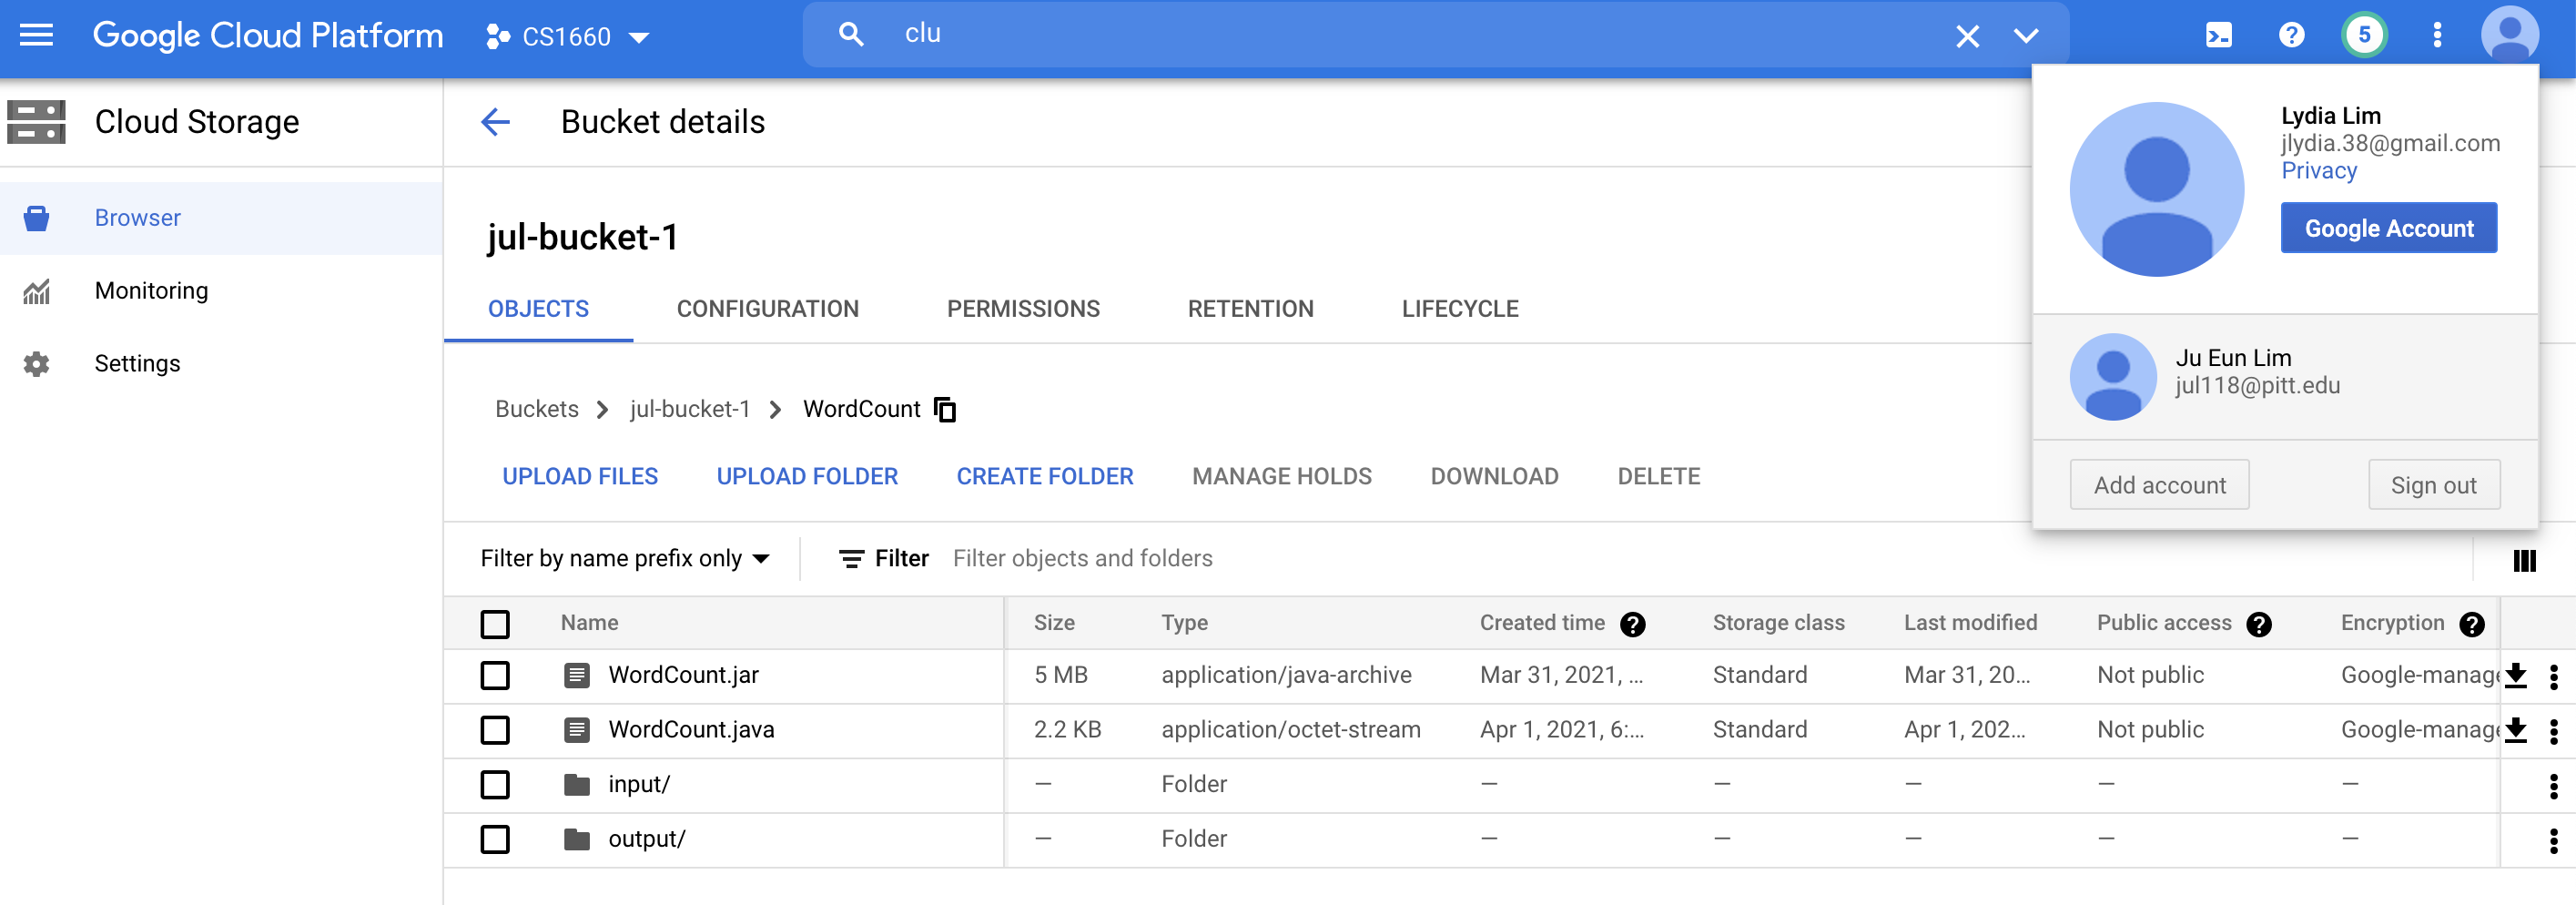 Google Cloud Platform CS1660 clu 5
Cloud Storage
Browser
Monitoring
Settings
Bucket details
jul-bucket-1
OBJECTS CONFIGURATION PERMISSIONS RETENTION LIFECYCLE
Buckets > jul-bucket-1 > WordCount
UPLOAD FILES UPLOAD FOLDER CREATE FOLDER MANAGE HOLDS DOWNLOAD DELETE
Filter by name prefix only Filter Filter objects and folders
Name Size Type Created time ? Storage class Last modified Public access ? Encryption ?
WordCount.jar 5 MB application/java-archive Mar 31, 2021, ... Standard Mar 31, 20... Not public Google-manage
WordCount.java 2.2 KB application/octet-stream Apr 1, 2021, 6:... Standard Apr 1, 202... Not public Google-manage
input/ — Folder — — — — —
output/ — Folder — — — — —
Lydia Lim
jlydia.38@gmail.com
Privacy
Google Account
Ju Eun Lim
jul118@pitt.edu
Add account Sign out